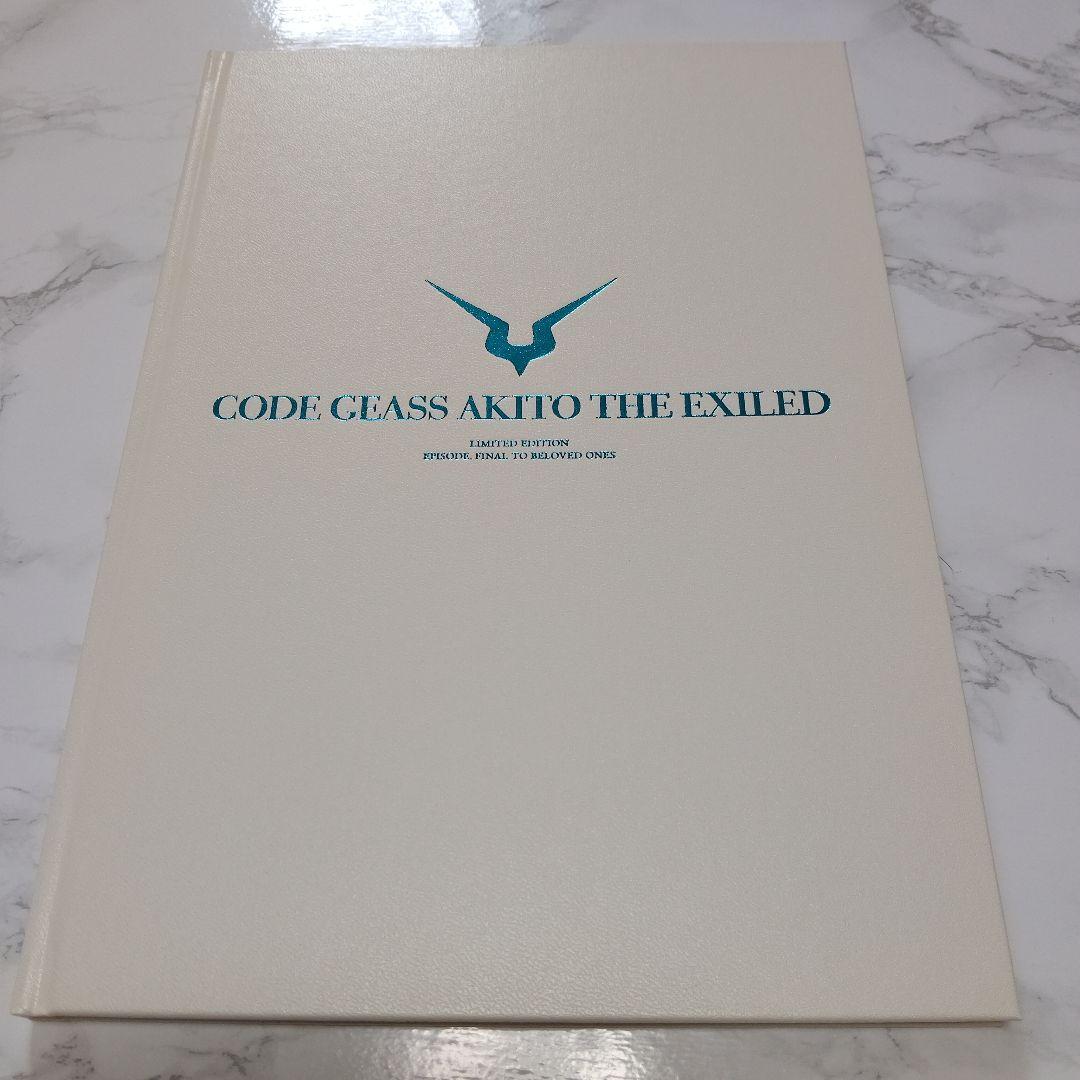 CODE GEASS AKITO THE EXILED
LIMITED EDITION
EPISODE. FINAL TO BELOVED ONES